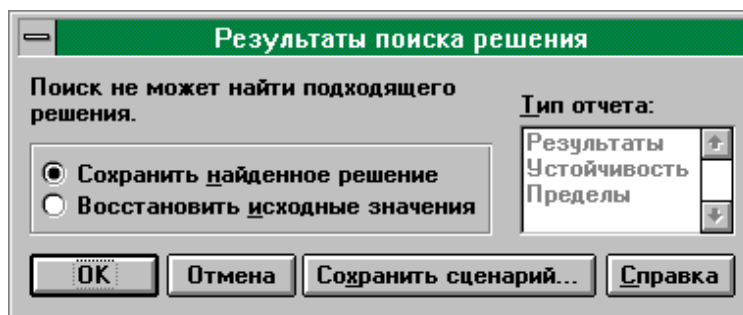 Результаты поиска решения
Поиск не может найти подходящего
решения.
Тип отчета:
Результаты
Устойчивость
Пределы
Сохранить найденное решение
Восстановить исходные значения
OK
Отмена
Сохранить сценарий...
Справка